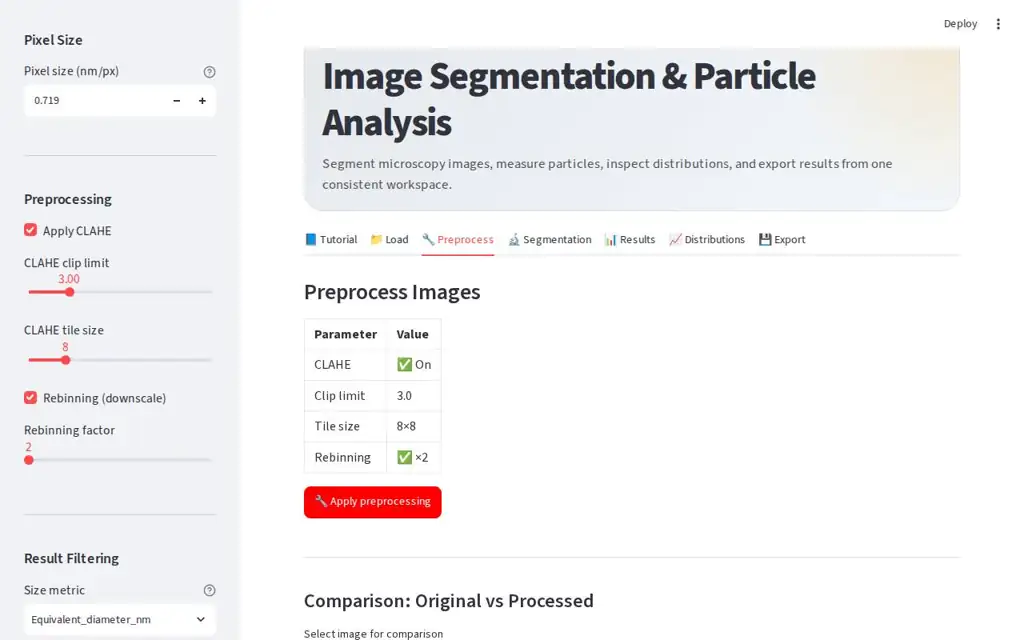 Pixel Size
Pixel size (nm/px)
0.719
Preprocessing
Apply CLAHE
CLAHE clip limit
3.00
CLAHE tile size
8
Rebinning (downscale)
Rebinning factor
2
Result Filtering
Size metric
Equivalent_diameter_nm
Deploy
Image Segmentation & Particle
Analysis
Segment microscopy images, measure particles, inspect distributions, and export results from one
consistent workspace.
Tutorial Load Preprocess Segmentation Results Distributions Export
Preprocess Images
Parameter Value
CLAHE ✅ On
Clip limit 3.0
Tile size 8×8
Rebinning ✅ ×2
Apply preprocessing
Comparison: Original vs Processed
Select image for comparison